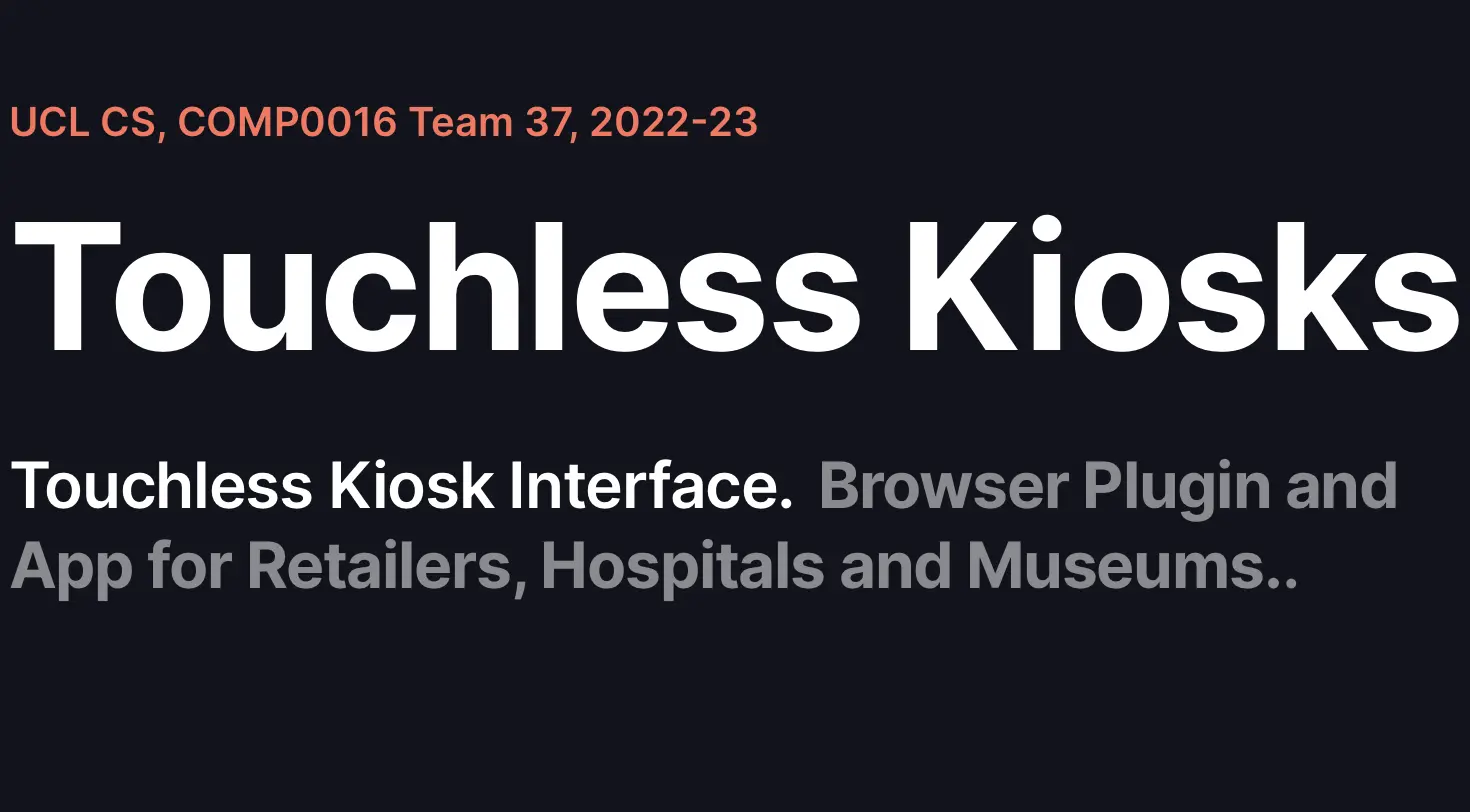 UCL CS, COMP0016 Team 37, 2022-23
Touchless Kiosks
Touchless Kiosk Interface. Browser Plugin and
App for Retailers, Hospitals and Museums..